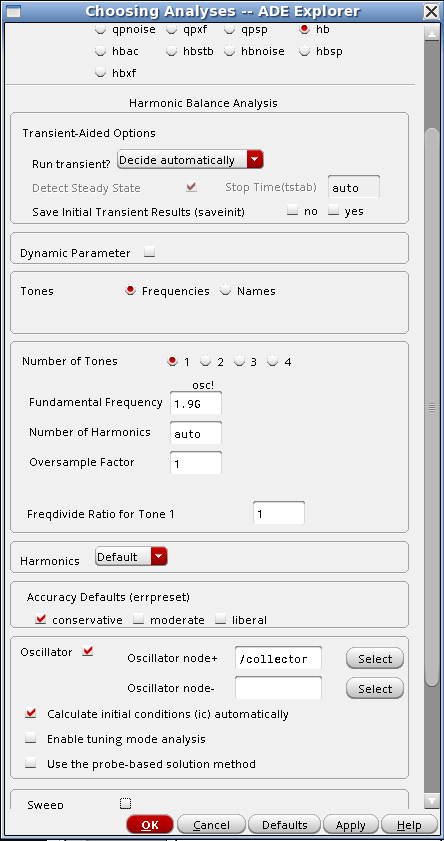 Choosing Analyses -- ADE Explorer
qpnoise qpxf qpsp hb
hbac hbstb hbnoise hbsp
hbxf
Harmonic Balance Analysis
Transient-Aided Options
Run transient? Decide automatically
Detect Steady State Stop Time(tstab) auto
Save Initial Transient Results (saveinit) no yes
Dynamic Parameter
Tones Frequencies Names
Number of Tones 1 2 3 4
osc!
Fundamental Frequency 1.9G
Number of Harmonics auto
Oversample Factor 1
Freqdivide Ratio for Tone 1 1
Harmonics Default
Accuracy Defaults (errpreset)
conservative moderate liberal
Oscillator Oscillator node+ /collector Select
Oscillator node- Select
Calculate initial conditions (ic) automatically
Enable tuning mode analysis
Use the probe-based solution method
Sweep
OK Cancel Defaults Apply Help